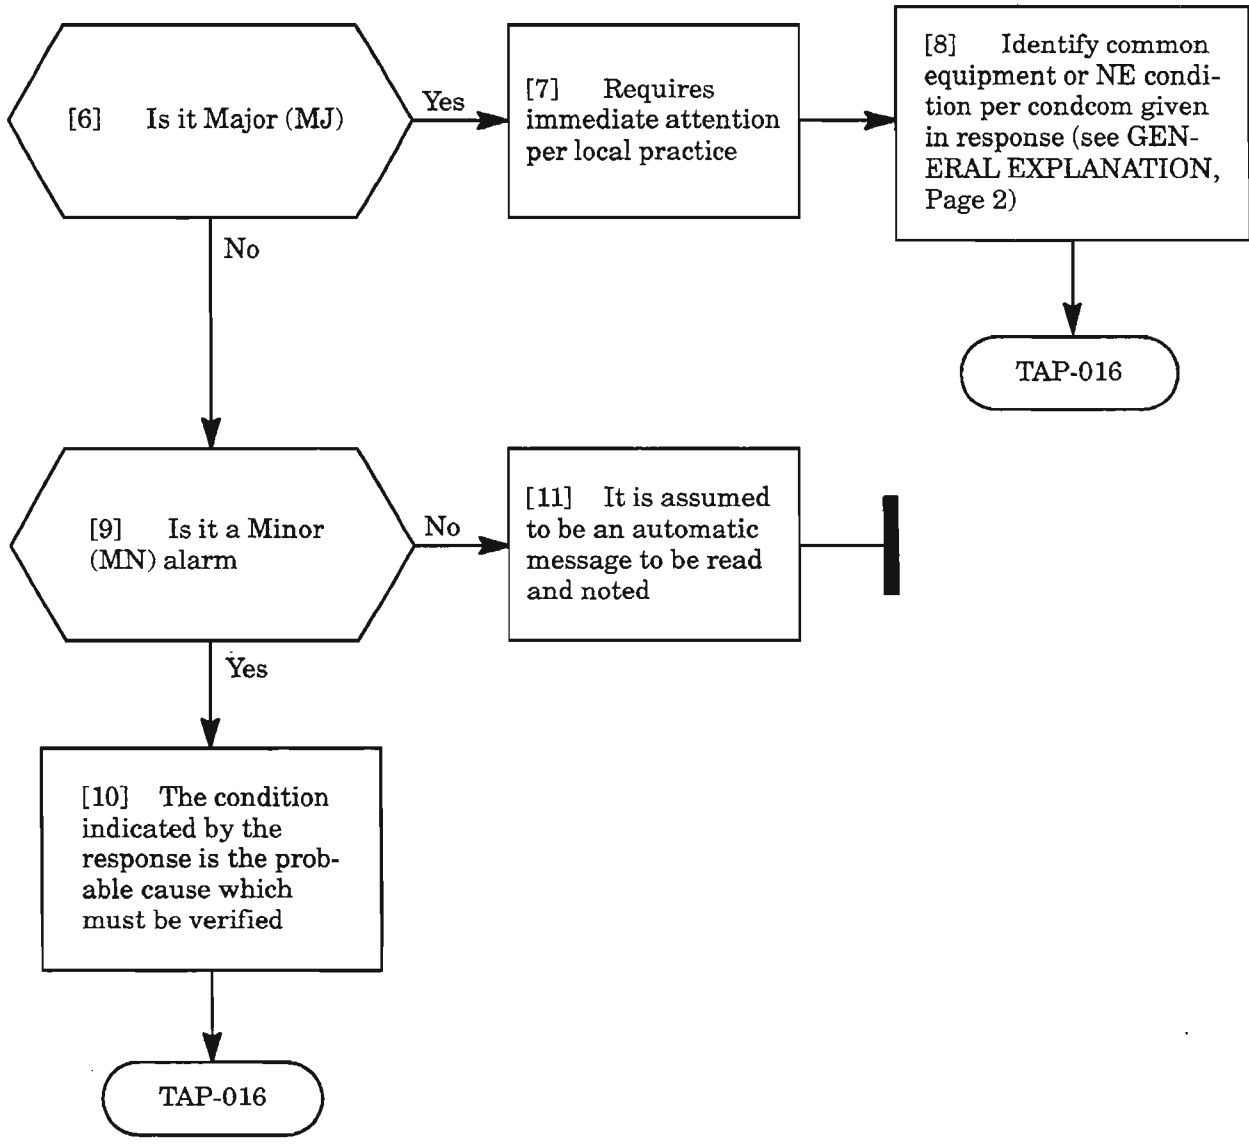 [6] Is it Major (MJ)
Yes
[7] Requires
immediate attention
per local practice
[8] Identify common
equipment or NE condi-
tion per condcom given
in response (see GEN-
ERAL EXPLANATION,
Page 2)
No
TAP-016
[9] Is it a Minor
(MN) alarm
No
[11] It is assumed
to be an automatic
message to be read
and noted
Yes
[10] The condition
indicated by the
response is the prob-
able cause which
must be verified
TAP-016